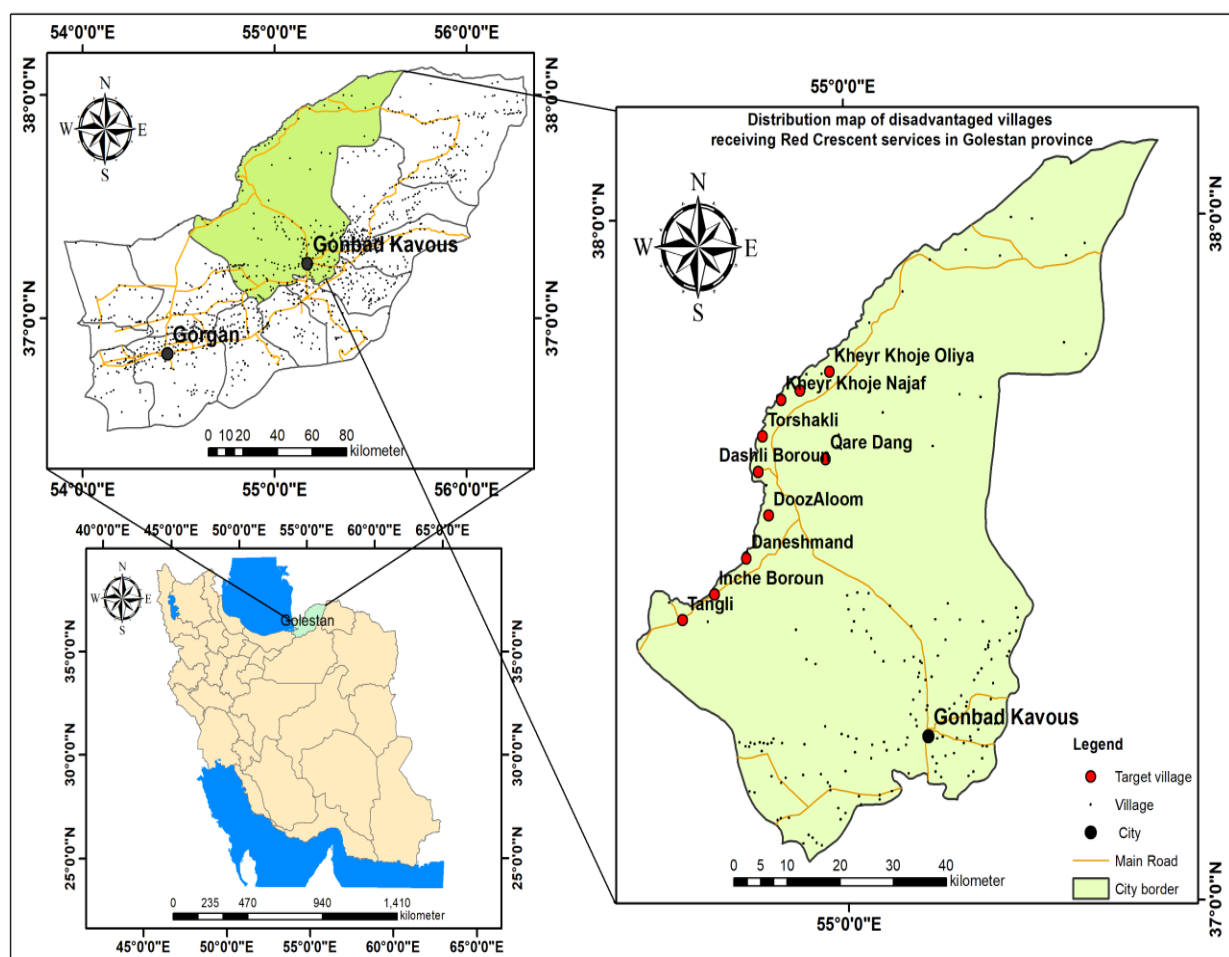 54°0'0"E 55°0'0"E 56°0'0"E
38°0'0"N
38°0'0"N
N
W E
S
Gonbad Kavous
37°0'0"N
37°0'0"N
Gorgan
0 10 20 40 60 80
kilometer
54°0'0"E 55°0'0"E 56°0'0"E
40°0'0"E 45°0'0"E 50°0'0"E 55°0'0"E 60°0'0"E 65°0'0"E
N
W E
S
Golestan
35°0'0"N
35°0'0"N
30°0'0"N
30°0'0"N
25°0'0"N
25°0'0"N
0 235 470 940 1,410
kilometer
45°0'0"E 50°0'0"E 55°0'0"E 60°0'0"E 65°0'0"E
55°0'0"E
Distribution map of disadvantaged villages
receiving Red Crescent services in Golestan province
38°0'0"N
38°0'0"N
N
W E
S
Kheyr Khoje Oliya
Kheyr Khoje Najaf
Torshakli
Qare Dang
Dashli Boroun
DoozAloom
Daneshmand
Inche Boroun
Tangli
Gonbad Kavous
Legend
Target village
Village
City
Main Road
City border
0 5 10 20 30 40
kilometer
37°0'0"N
55°0'0"E